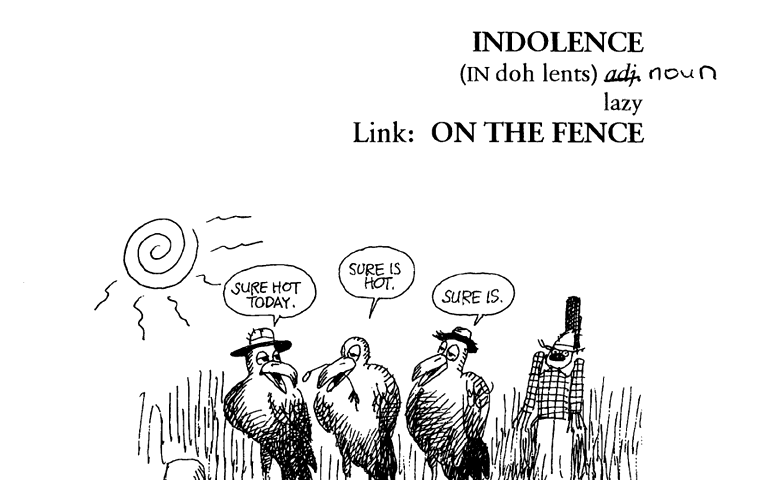 INDOLENCE
(IN doh lents) adj. noun
lazy
Link: ON THE FENCE
SURE HOT
TODAY.
SURE IS
HOT.
SURE IS.